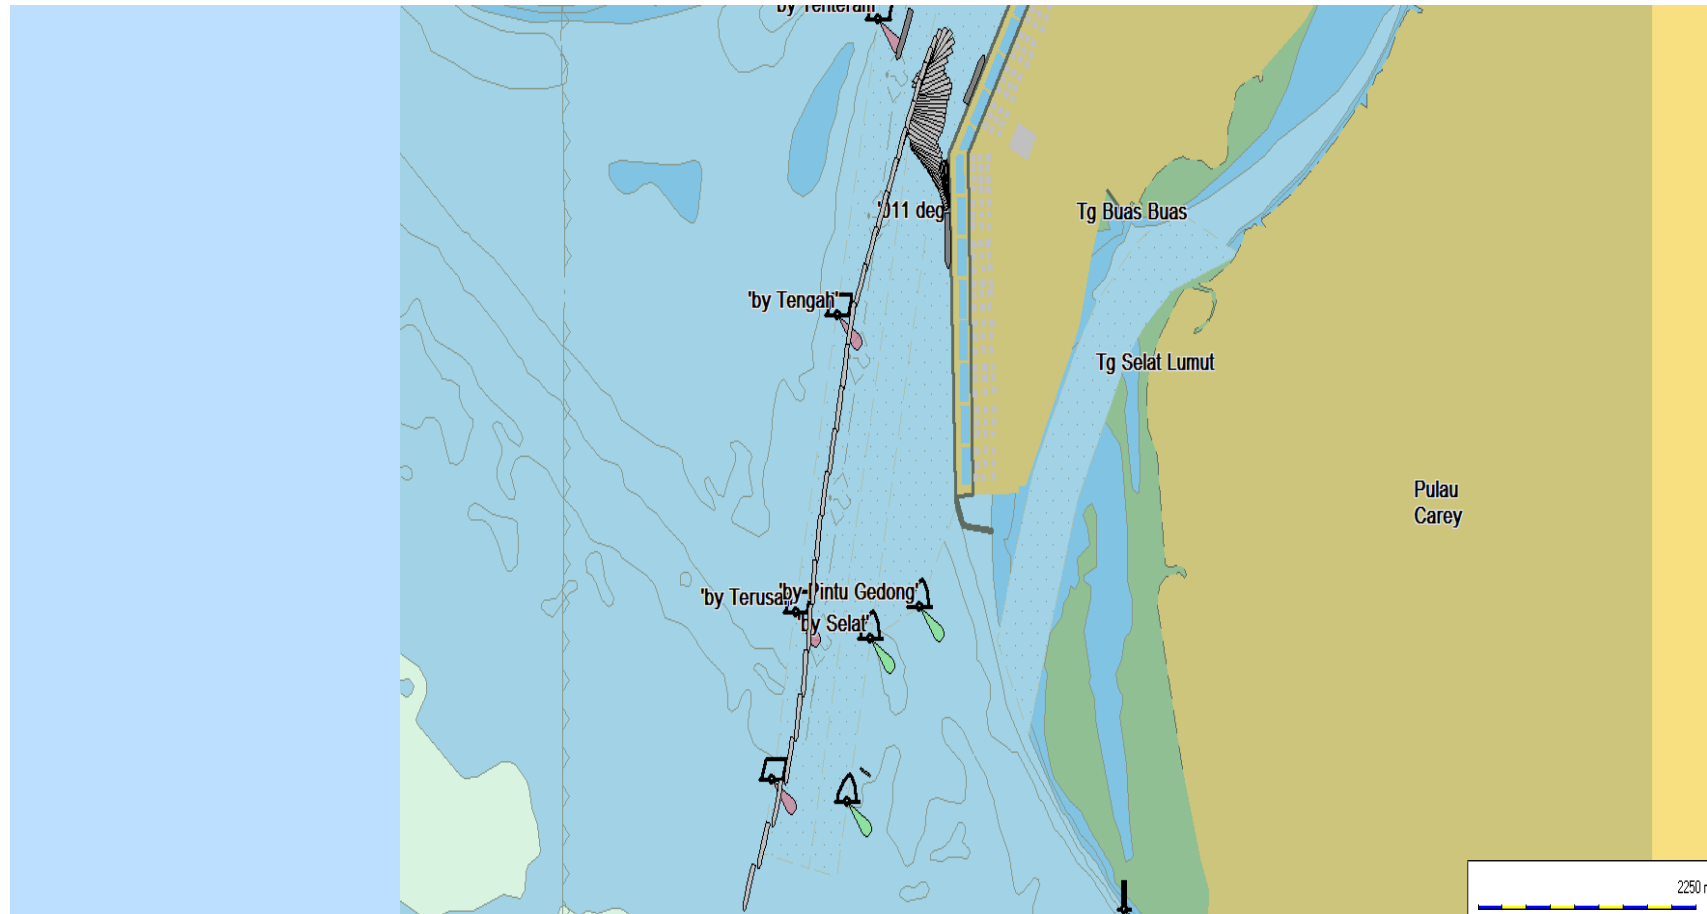 'by Tenteram'
'011 deg
Tg Buas Buas
'by Tengah'
Tg Selat Lumut
Pulau
Carey
'by Terusan
'by Pintu Gedong'
'by Selat'
2250 m